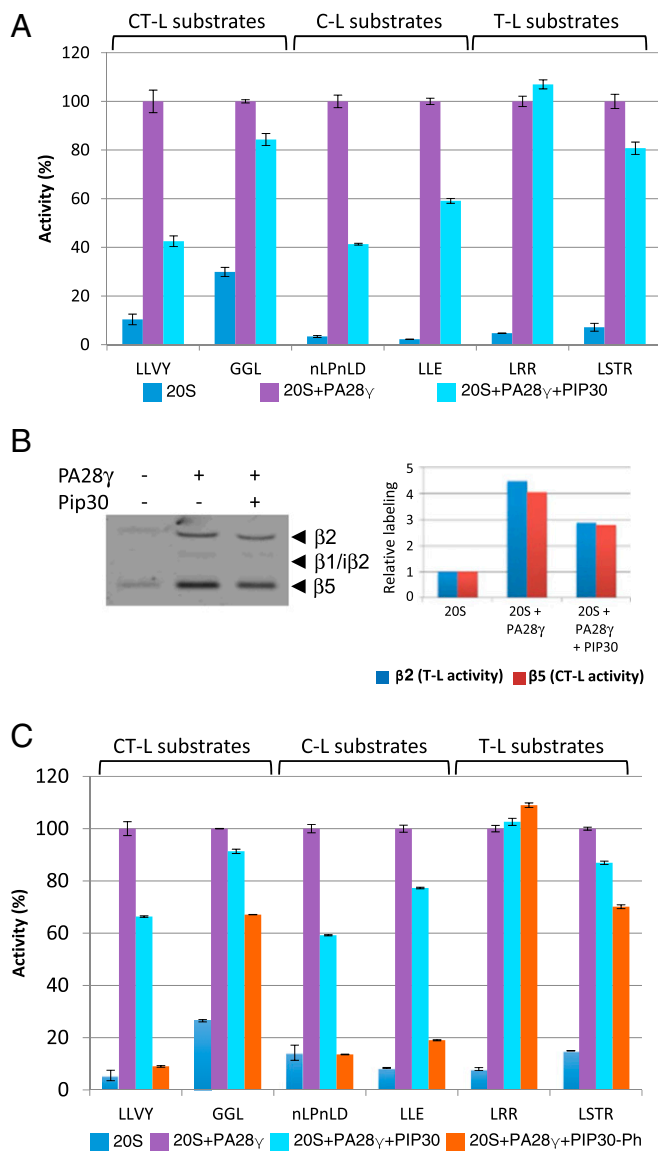 A
CT-L substrates C-L substrates T-L substrates
120
100
80
60
40
20
0
Activity (%)
LLVY GGL nLPnLD LLE LRR LSTR
20S 20S+PA28γ 20S+PA28γ+PIP30
B
PA28γ - + +
Pip30 - - +
β2
β1/iβ2
β5
5
4
3
2
1
0
Relative labeling
20S 20S + PA28γ 20S + PA28γ + PIP30
β2 (T-L activity) β5 (CT-L activity)
C
CT-L substrates C-L substrates T-L substrates
120
100
80
60
40
20
0
Activity (%)
LLVY GGL nLPnLD LLE LRR LSTR
20S 20S+PA28γ 20S+PA28γ+PIP30 20S+PA28γ+PIP30-Ph